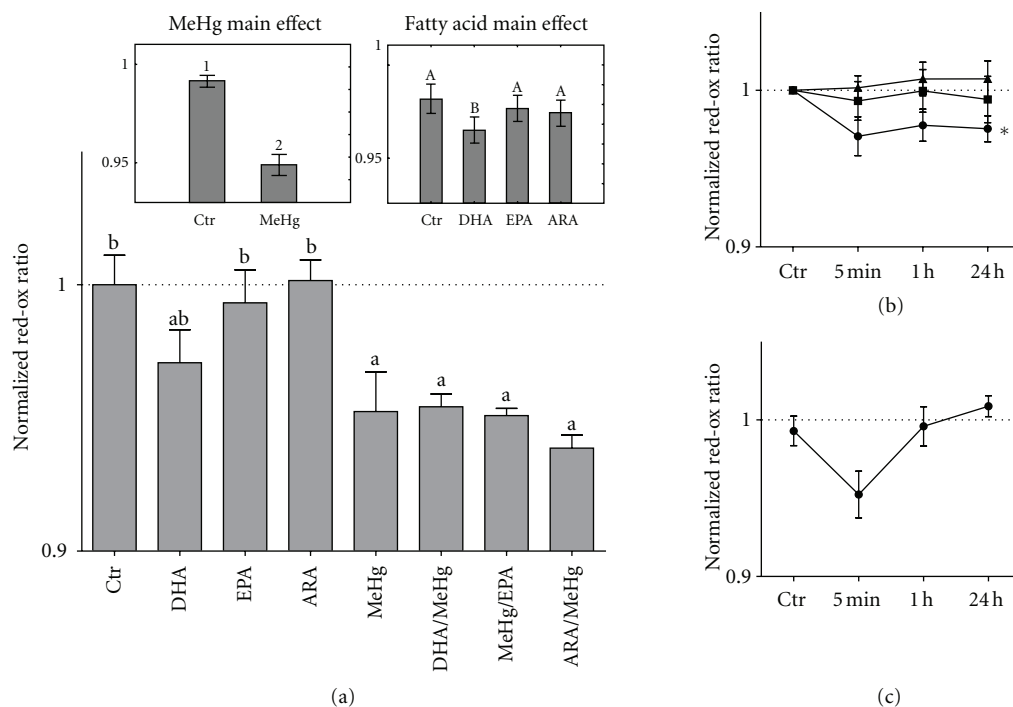 MeHg main effect
1
0.95
1
2
Ctr
MeHg
Fatty acid main effect
1
0.95
A
B
A
A
Ctr
DHA
EPA
ARA
Normalized red-ox ratio
1
0.9
b
ab
b
b
a
a
a
a
Ctr
DHA
EPA
ARA
MeHg
DHA/MeHg
MeHg/EPA
ARA/MeHg
(a)
Normalized red-ox ratio
1
0.9
*
Ctr
5 min
1 h
24 h
(b)
Normalized red-ox ratio
1
0.9
Ctr
5 min
1 h
24 h
(c)